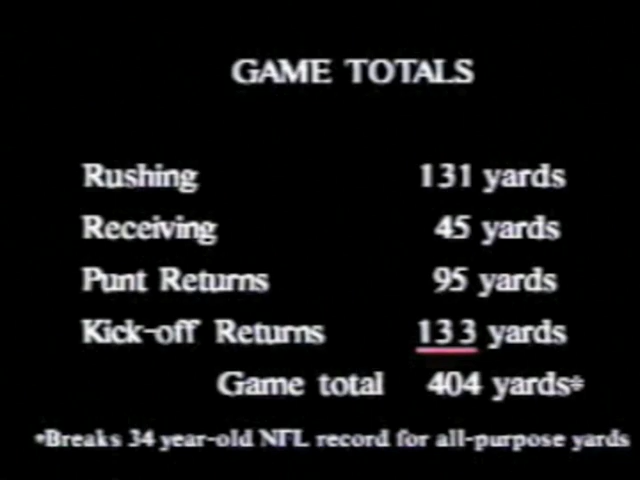 GAME TOTALS
Rushing 131 yards
Receiving 45 yards
Punt Returns 95 yards
Kick-off Returns 133 yards
Game total 404 yards*
*Breaks 34 year-old NFL record for all-purpose yards